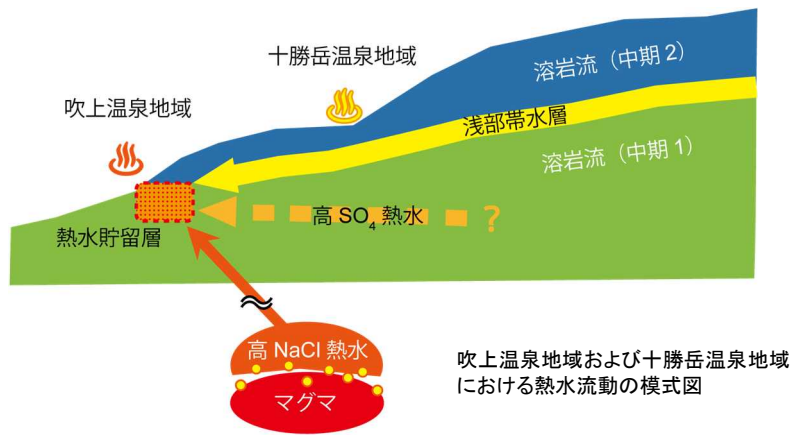 十勝岳温泉地域
溶岩流（中期 2）
吹上温泉地域
浅部帯水層
溶岩流（中期 1）
高 SO₄ 熱水
?
熱水貯留層
高 NaCl 熱水
マグマ
吹上温泉地域および十勝岳温泉地域
における熱水流動の模式図